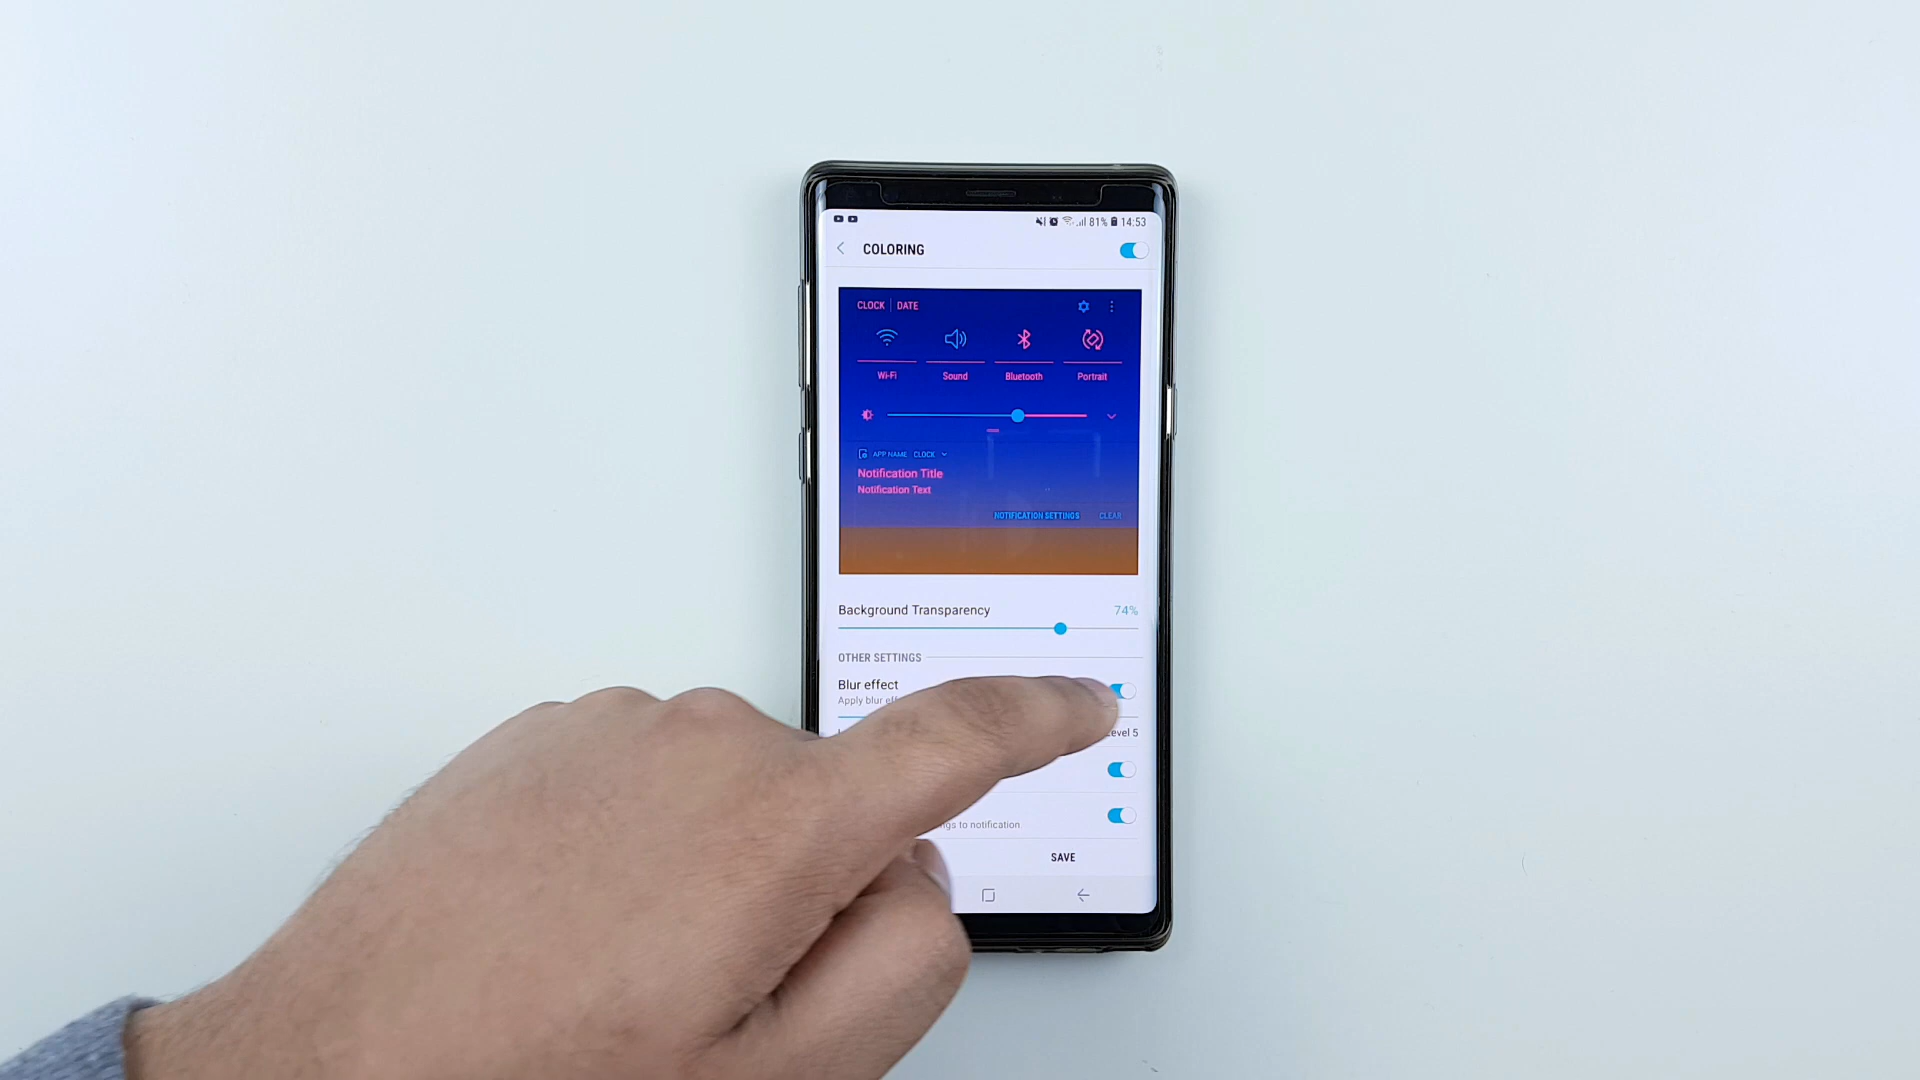 81% 14:53
COLORING
CLOCK DATE
Wi-Fi Sound Bluetooth Portrait
APP NAME CLOCK
Notification Title
Notification Text
NOTIFICATION SETTINGS CLEAR
Background Transparency 74%
OTHER SETTINGS
Blur effect
Apply blur
Level 5
to notification
SAVE